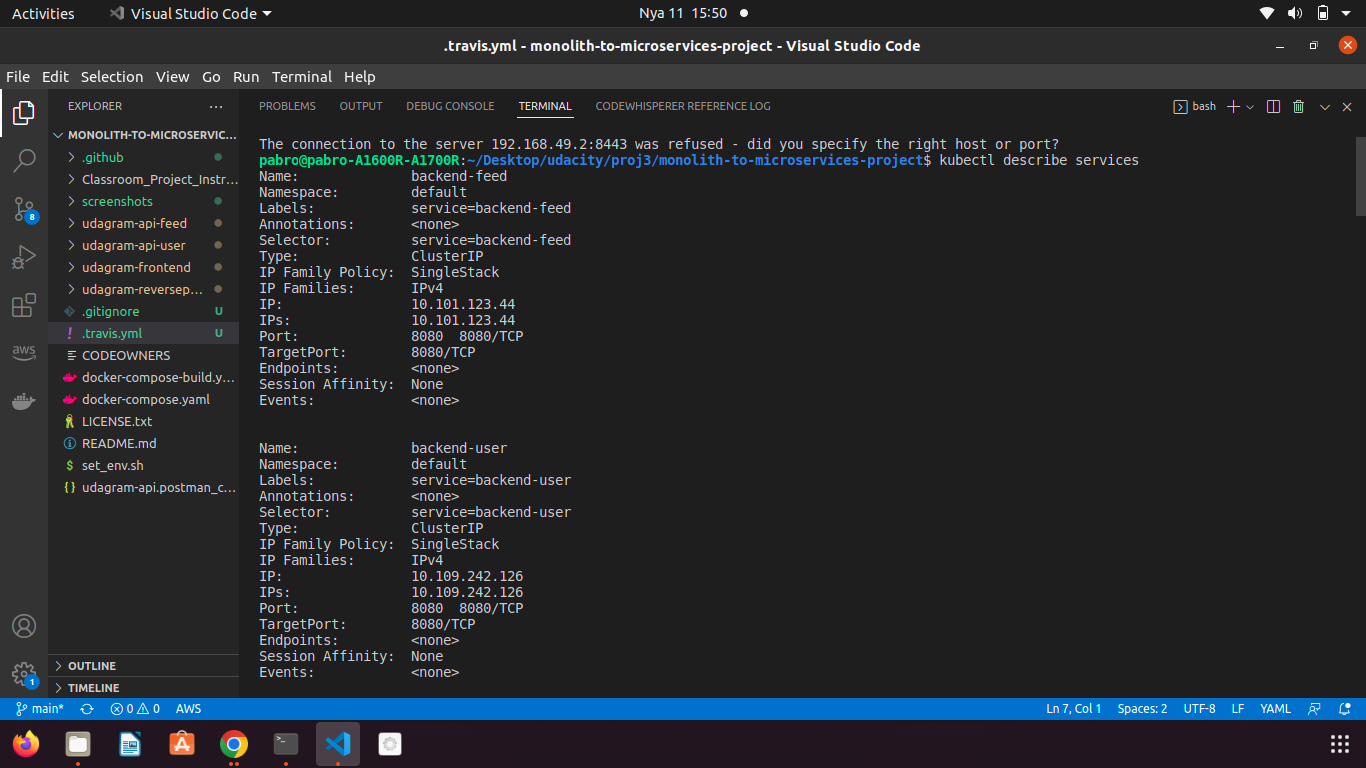 Activities
Visual Studio Code
Nya 11 15:50
.travis.yml - monolith-to-microservices-project - Visual Studio Code
File Edit Selection View Go Run Terminal Help
EXPLORER
MONOLITH-TO-MICROSERVIC...
.github
Classroom_Project_Instr...
screenshots
udagram-api-feed
udagram-api-user
udagram-frontend
udagram-reversep...
.gitignore U
! .travis.yml U
CODEOWNERS
docker-compose-build.y...
docker-compose.yaml
LICENSE.txt
README.md
$ set_env.sh
{} udagram-api.postman_c...
OUTLINE
TIMELINE
8
aws
1
PROBLEMS OUTPUT DEBUG CONSOLE TERMINAL CODEWHISPERER REFERENCE LOG
bash
The connection to the server 192.168.49.2:8443 was refused - did you specify the right host or port?
pabro@pabro-A1600R-A1700R:~/Desktop/udacity/proj3/monolith-to-microservices-project$ kubectl describe services
Name: backend-feed
Namespace: default
Labels: service=backend-feed
Annotations: <none>
Selector: service=backend-feed
Type: ClusterIP
IP Family Policy: SingleStack
IP Families: IPv4
IP: 10.101.123.44
IPs: 10.101.123.44
Port: 8080 8080/TCP
TargetPort: 8080/TCP
Endpoints: <none>
Session Affinity: None
Events: <none>
Name: backend-user
Namespace: default
Labels: service=backend-user
Annotations: <none>
Selector: service=backend-user
Type: ClusterIP
IP Family Policy: SingleStack
IP Families: IPv4
IP: 10.109.242.126
IPs: 10.109.242.126
Port: 8080 8080/TCP
TargetPort: 8080/TCP
Endpoints: <none>
Session Affinity: None
Events: <none>
main* 0 0 AWS
Ln 7, Col 1 Spaces: 2 UTF-8 LF YAML